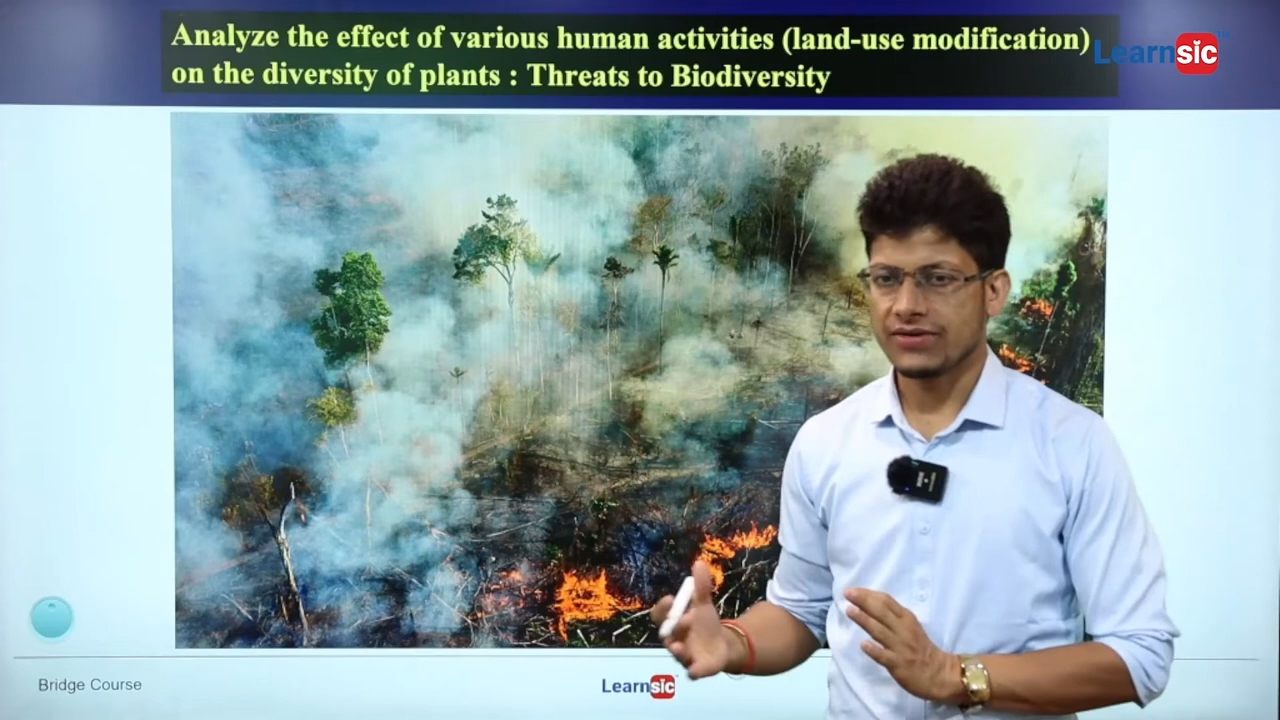 Analyze the effect of various human activities (land-use modification)
on the diversity of plants : Threats to Biodiversity
Learnsic™
Bridge Course
Learnsic